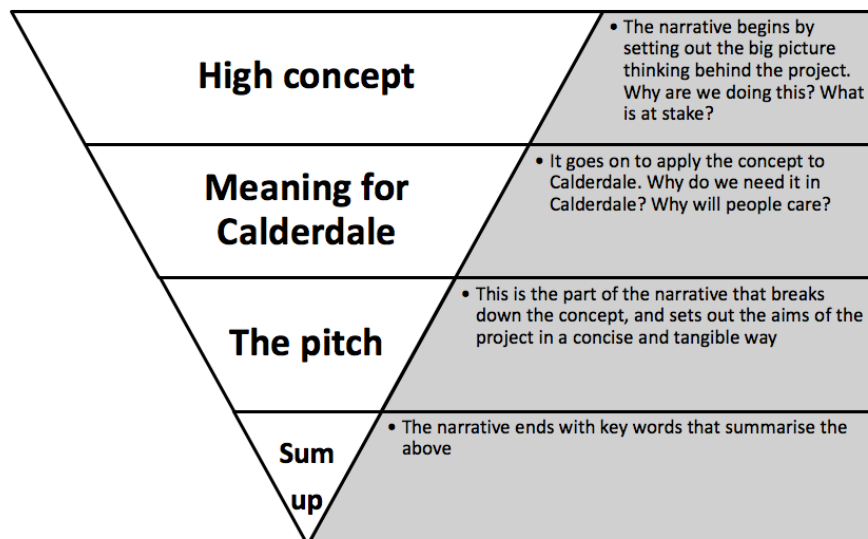 High concept
• The narrative begins by
setting out the big picture
thinking behind the project.
Why are we doing this? What
is at stake?
Meaning for
Calderdale
• It goes on to apply the concept to
Calderdale. Why do we need it in
Calderdale? Why will people care?
The pitch
• This is the part of the narrative that breaks
down the concept, and sets out the aims of the
project in a concise and tangible way
Sum
up
• The narrative ends with key words that summarise the
above